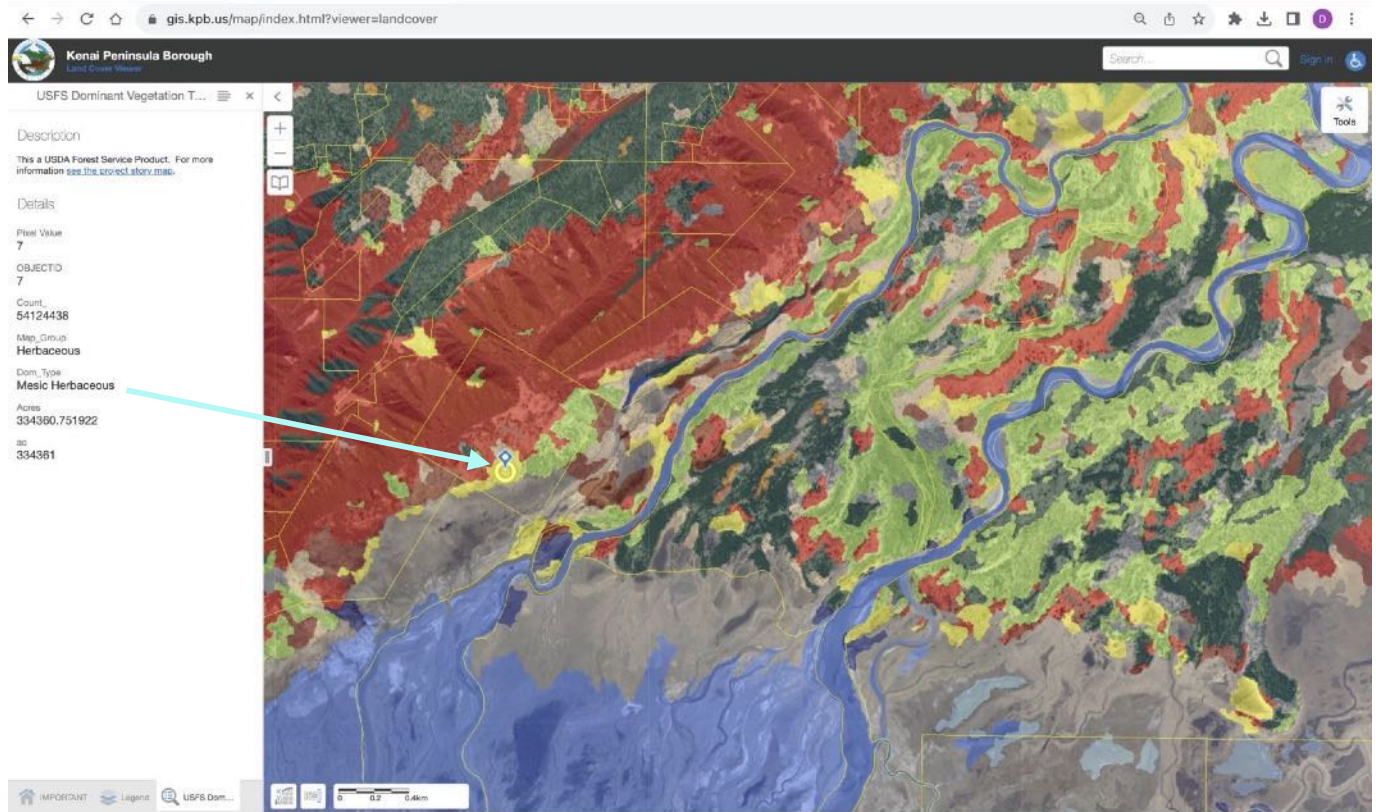 gis.kpb.us/map/index.html?viewer=landcover
D
Kenai Peninsula Borough
Land Cover Viewer
Search...
Sign in
USFS Dominant Vegetation T...
Tools
Description
This a USDA Forest Service Product. For more
information see the project story map.
Details
Pixel Value
7
OBJECTID
7
Count_
54124438
Map_Group
Herbaceous
Dom_Type
Mesic Herbaceous
Acres
334360.751922
ac
334361
IMPORTANT
Legend
USFS Dom...
0 0.2 0.4km